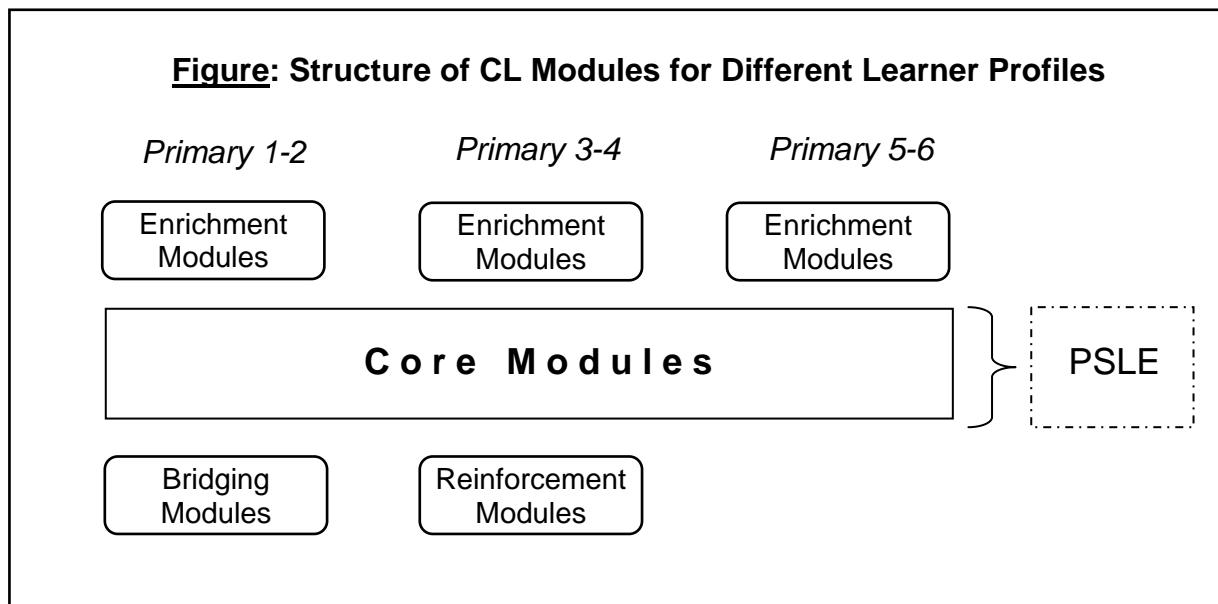 Figure: Structure of CL Modules for Different Learner Profiles
Primary 1-2
Primary 3-4
Primary 5-6
Enrichment
Modules
Enrichment
Modules
Enrichment
Modules
Core Modules
PSLE
Bridging
Modules
Reinforcement
Modules